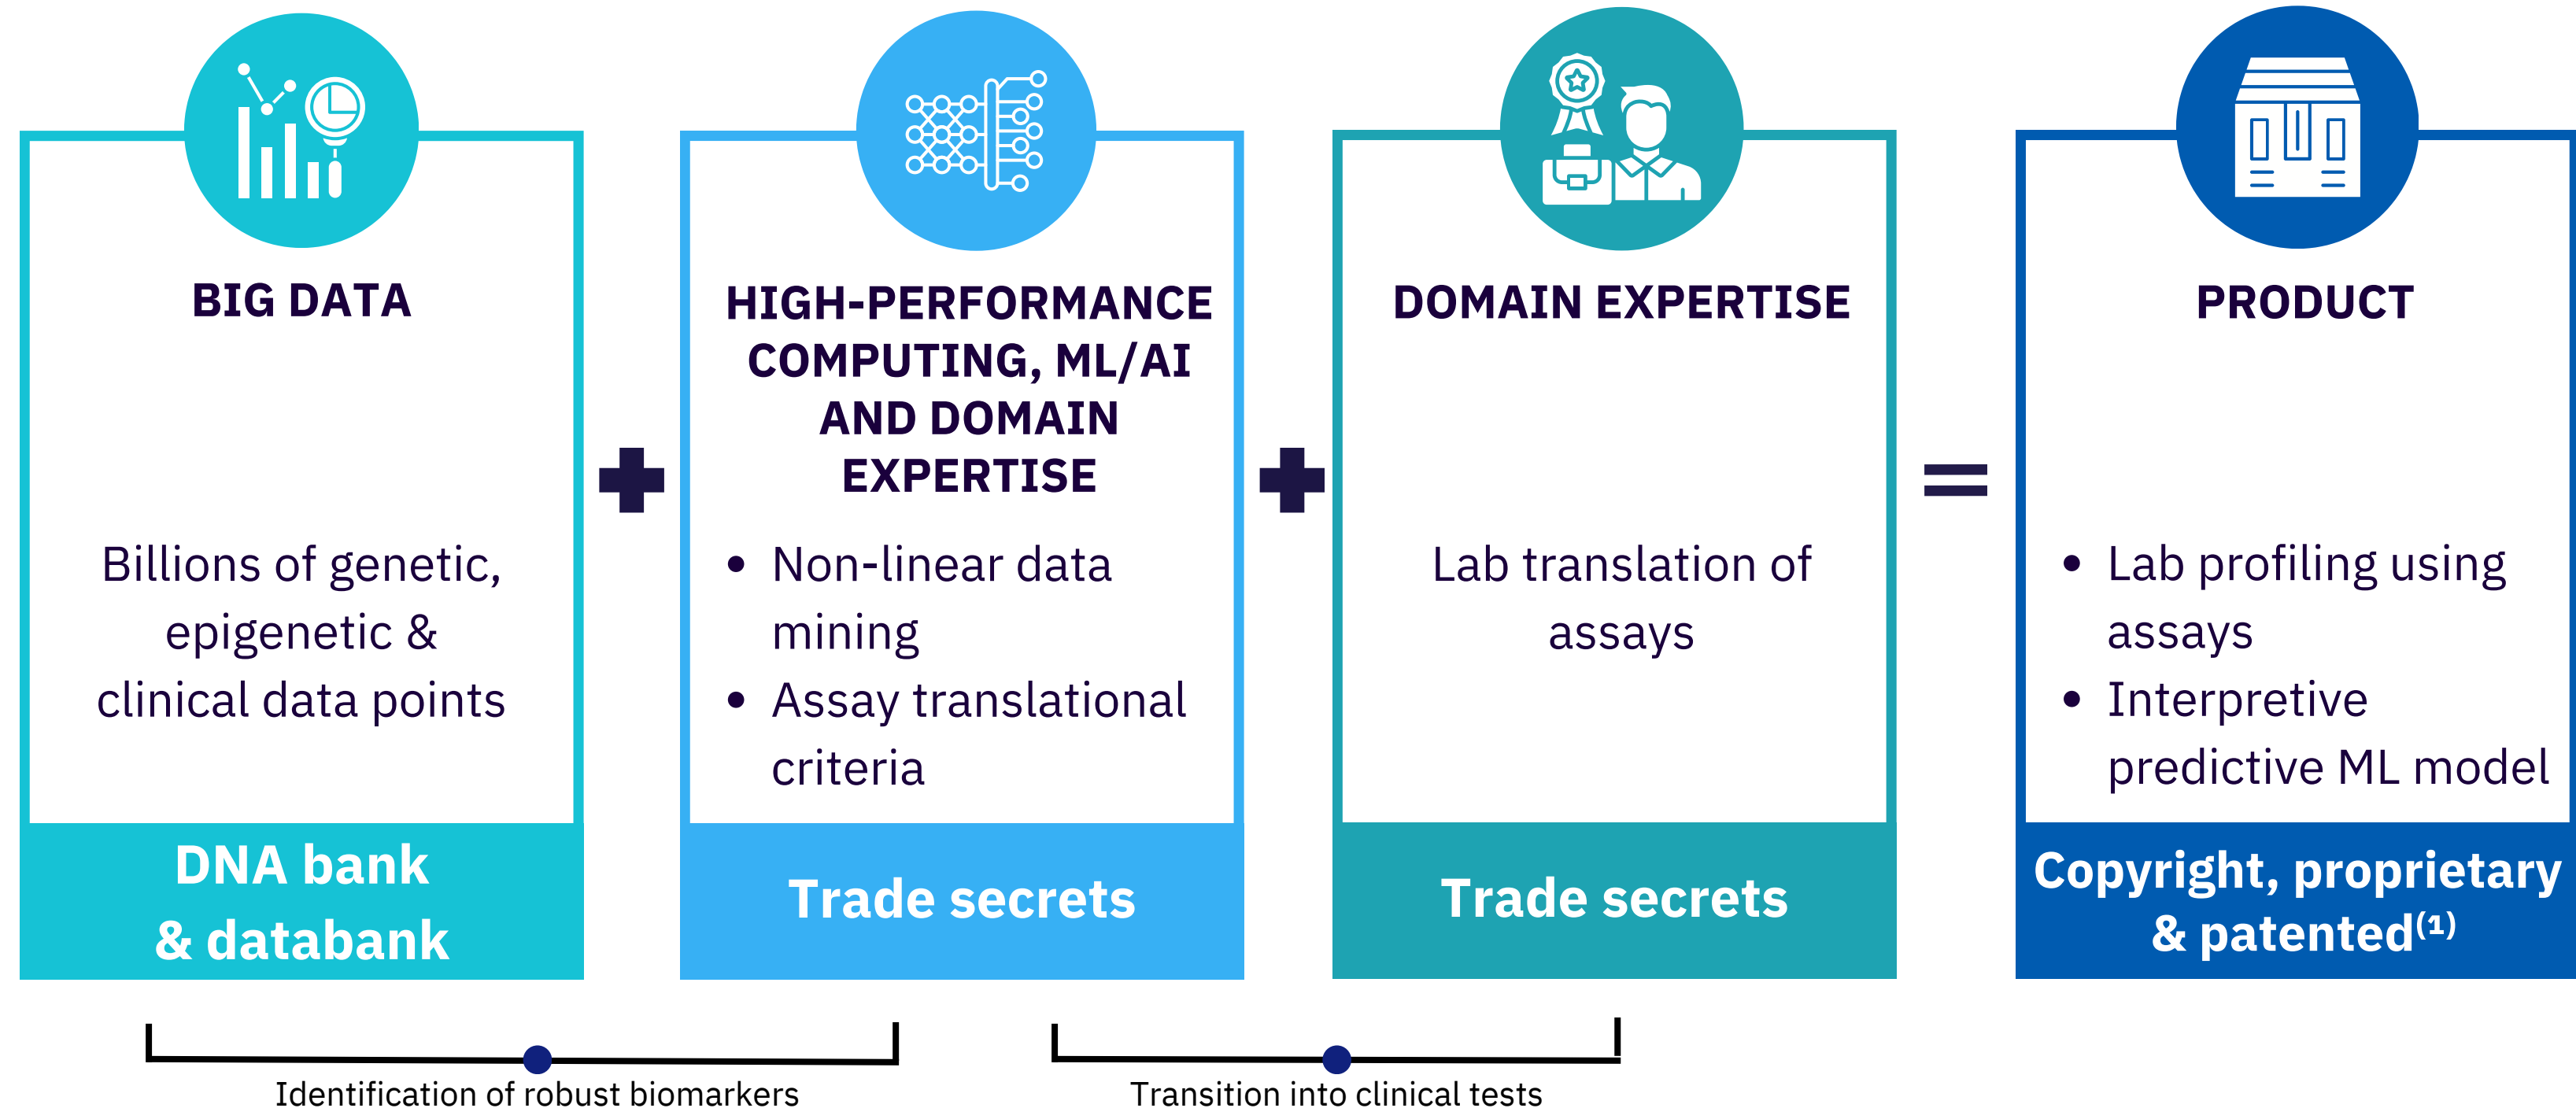 BIG DATA
Billions of genetic,
epigenetic &
clinical data points
DNA bank
& databank
HIGH-PERFORMANCE
COMPUTING, ML/AI
AND DOMAIN
EXPERTISE
• Non-linear data
mining
• Assay translational
criteria
Trade secrets
DOMAIN EXPERTISE
Lab translation of
assays
Trade secrets
PRODUCT
• Lab profiling using
assays
• Interpretive
predictive ML model
Copyright, proprietary
& patented(1)
Identification of robust biomarkers
Transition into clinical tests